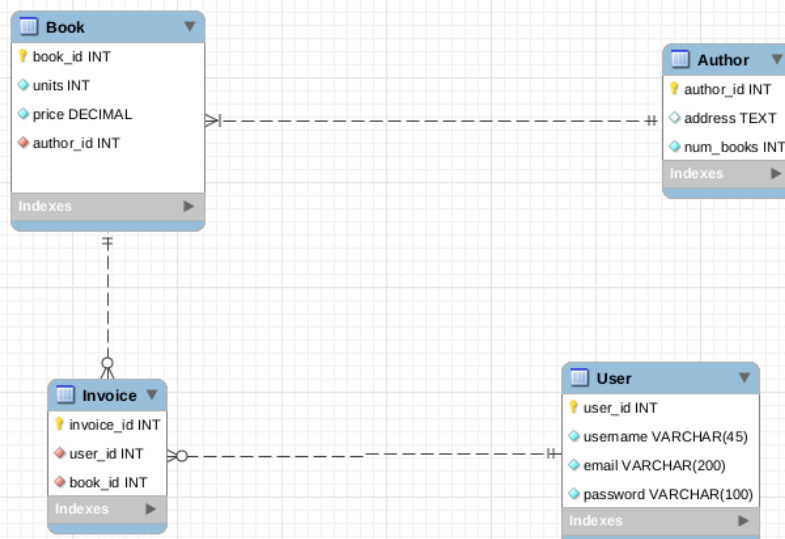 Book
book_id INT
units INT
price DECIMAL
author_id INT
Indexes
Author
author_id INT
address TEXT
num_books INT
Indexes
Invoice
invoice_id INT
user_id INT
book_id INT
Indexes
User
user_id INT
username VARCHAR(45)
email VARCHAR(200)
password VARCHAR(100)
Indexes